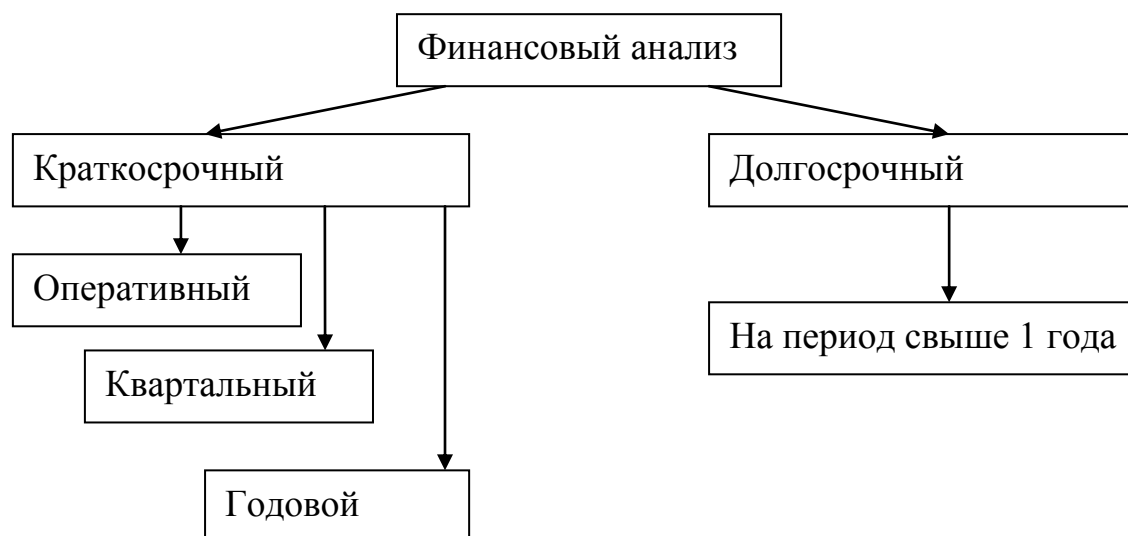 Финансовый анализ
Краткосрочный
Долгосрочный
Оперативный
На период свыше 1 года
Квартальный
Годовой